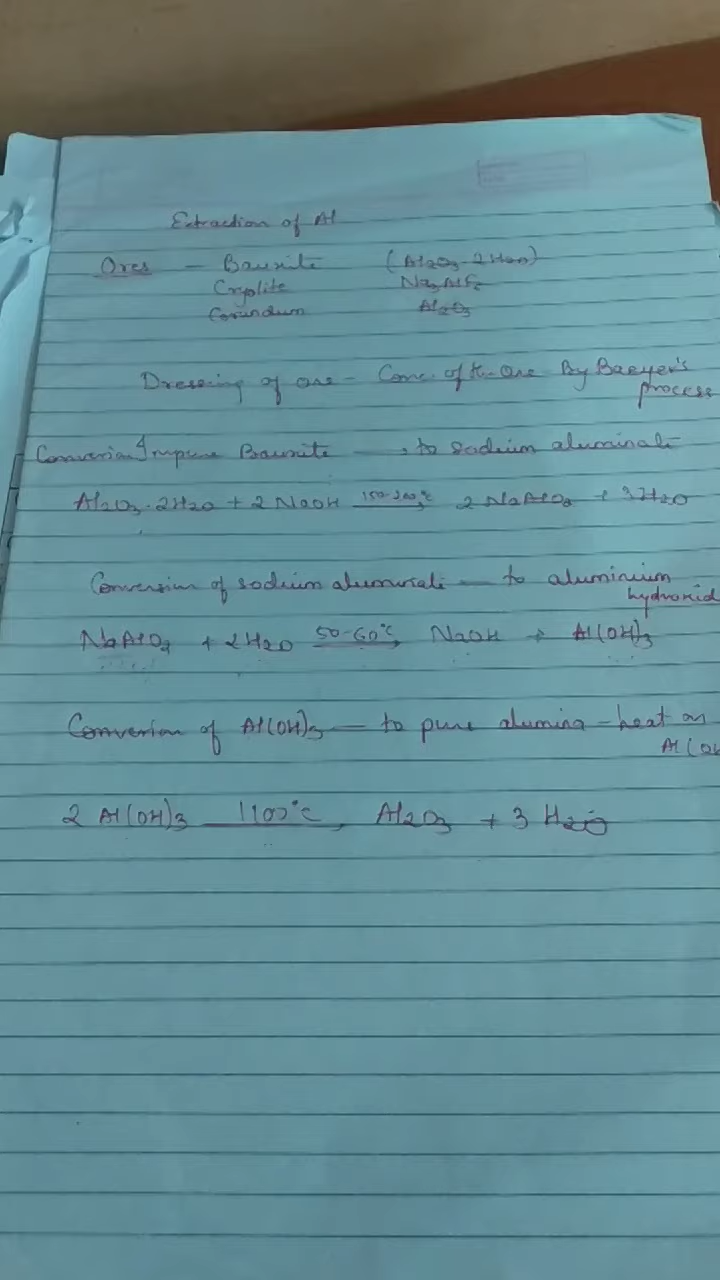 Extraction of Al
Ores - Bauxite (Al2O3.2H2O)
Cryolite Na3AlF6
Corundum Al2O3
Dressing of ore - Conc. of the Ore By Baeyer's
process
Conversion of impure Bauxite → to sodium aluminate
Al2O3.2H2O + 2 NaOH 150-200°C → 2 NaAlO2 + 3H2O
Conversion of sodium aluminate — to aluminium
hydroxid
NaAlO2 + 2H2O 50-60°C → NaOH + Al(OH)3
Conversion of Al(OH)3 — to pure alumina - heat on
Al(OH
2 Al(OH)3 1100°C → Al2O3 + 3 H2O